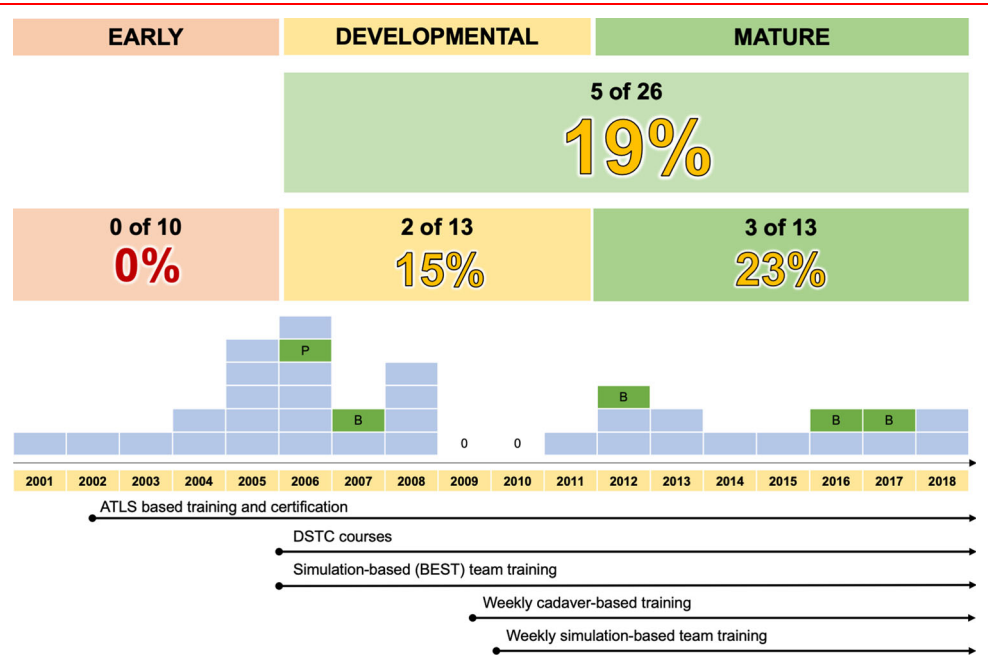 EARLY DEVELOPMENTAL MATURE
5 of 26
19%
0 of 10 2 of 13 3 of 13
0% 15% 23%
P
B
B
B B
0 0
2001 2002 2003 2004 2005 2006 2007 2008 2009 2010 2011 2012 2013 2014 2015 2016 2017 2018
ATLS based training and certification
DSTC courses
Simulation-based (BEST) team training
Weekly cadaver-based training
Weekly simulation-based team training